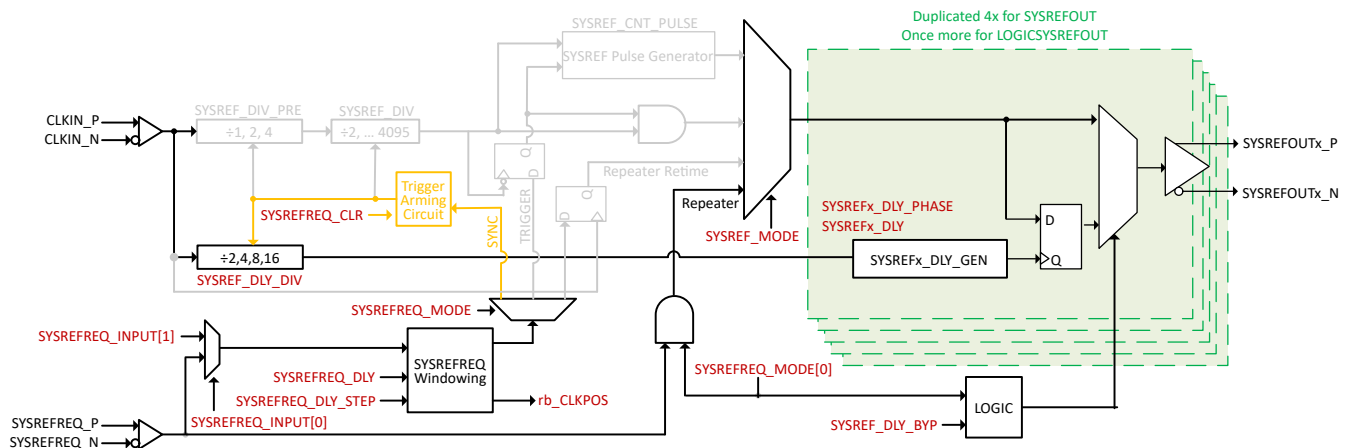 Duplicated 4x for SYSREFOUT
Once more for LOGICSYSREFOUT
SYSREF_CNT_PULSE
SYSREF Pulse Generator
SYSREF_DIV_PRE
SYSREF_DIV
÷1, 2, 4
÷2, ... 4095
CLKIN_P
CLKIN_N
Q
D
TRIGGER
Repeater Retime
Q
D
Trigger
Arming
Circuit
SYSREFREQ_CLR
SYNC
Repeater
SYSREF_MODE
÷2,4,8,16
SYSREF_DLY_DIV
SYSREFx_DLY_PHASE
SYSREFx_DLY
SYSREFx_DLY_GEN
D
Q
SYSREFOUTx_P
SYSREFOUTx_N
SYSREFREQ_MODE
SYSREFREQ_INPUT[1]
SYSREFREQ
Windowing
SYSREFREQ_DLY
SYSREFREQ_DLY_STEP
rb_CLKPOS
SYSREFREQ_INPUT[0]
SYSREFREQ_P
SYSREFREQ_N
SYSREFREQ_MODE[0]
LOGIC
SYSREF_DLY_BYP